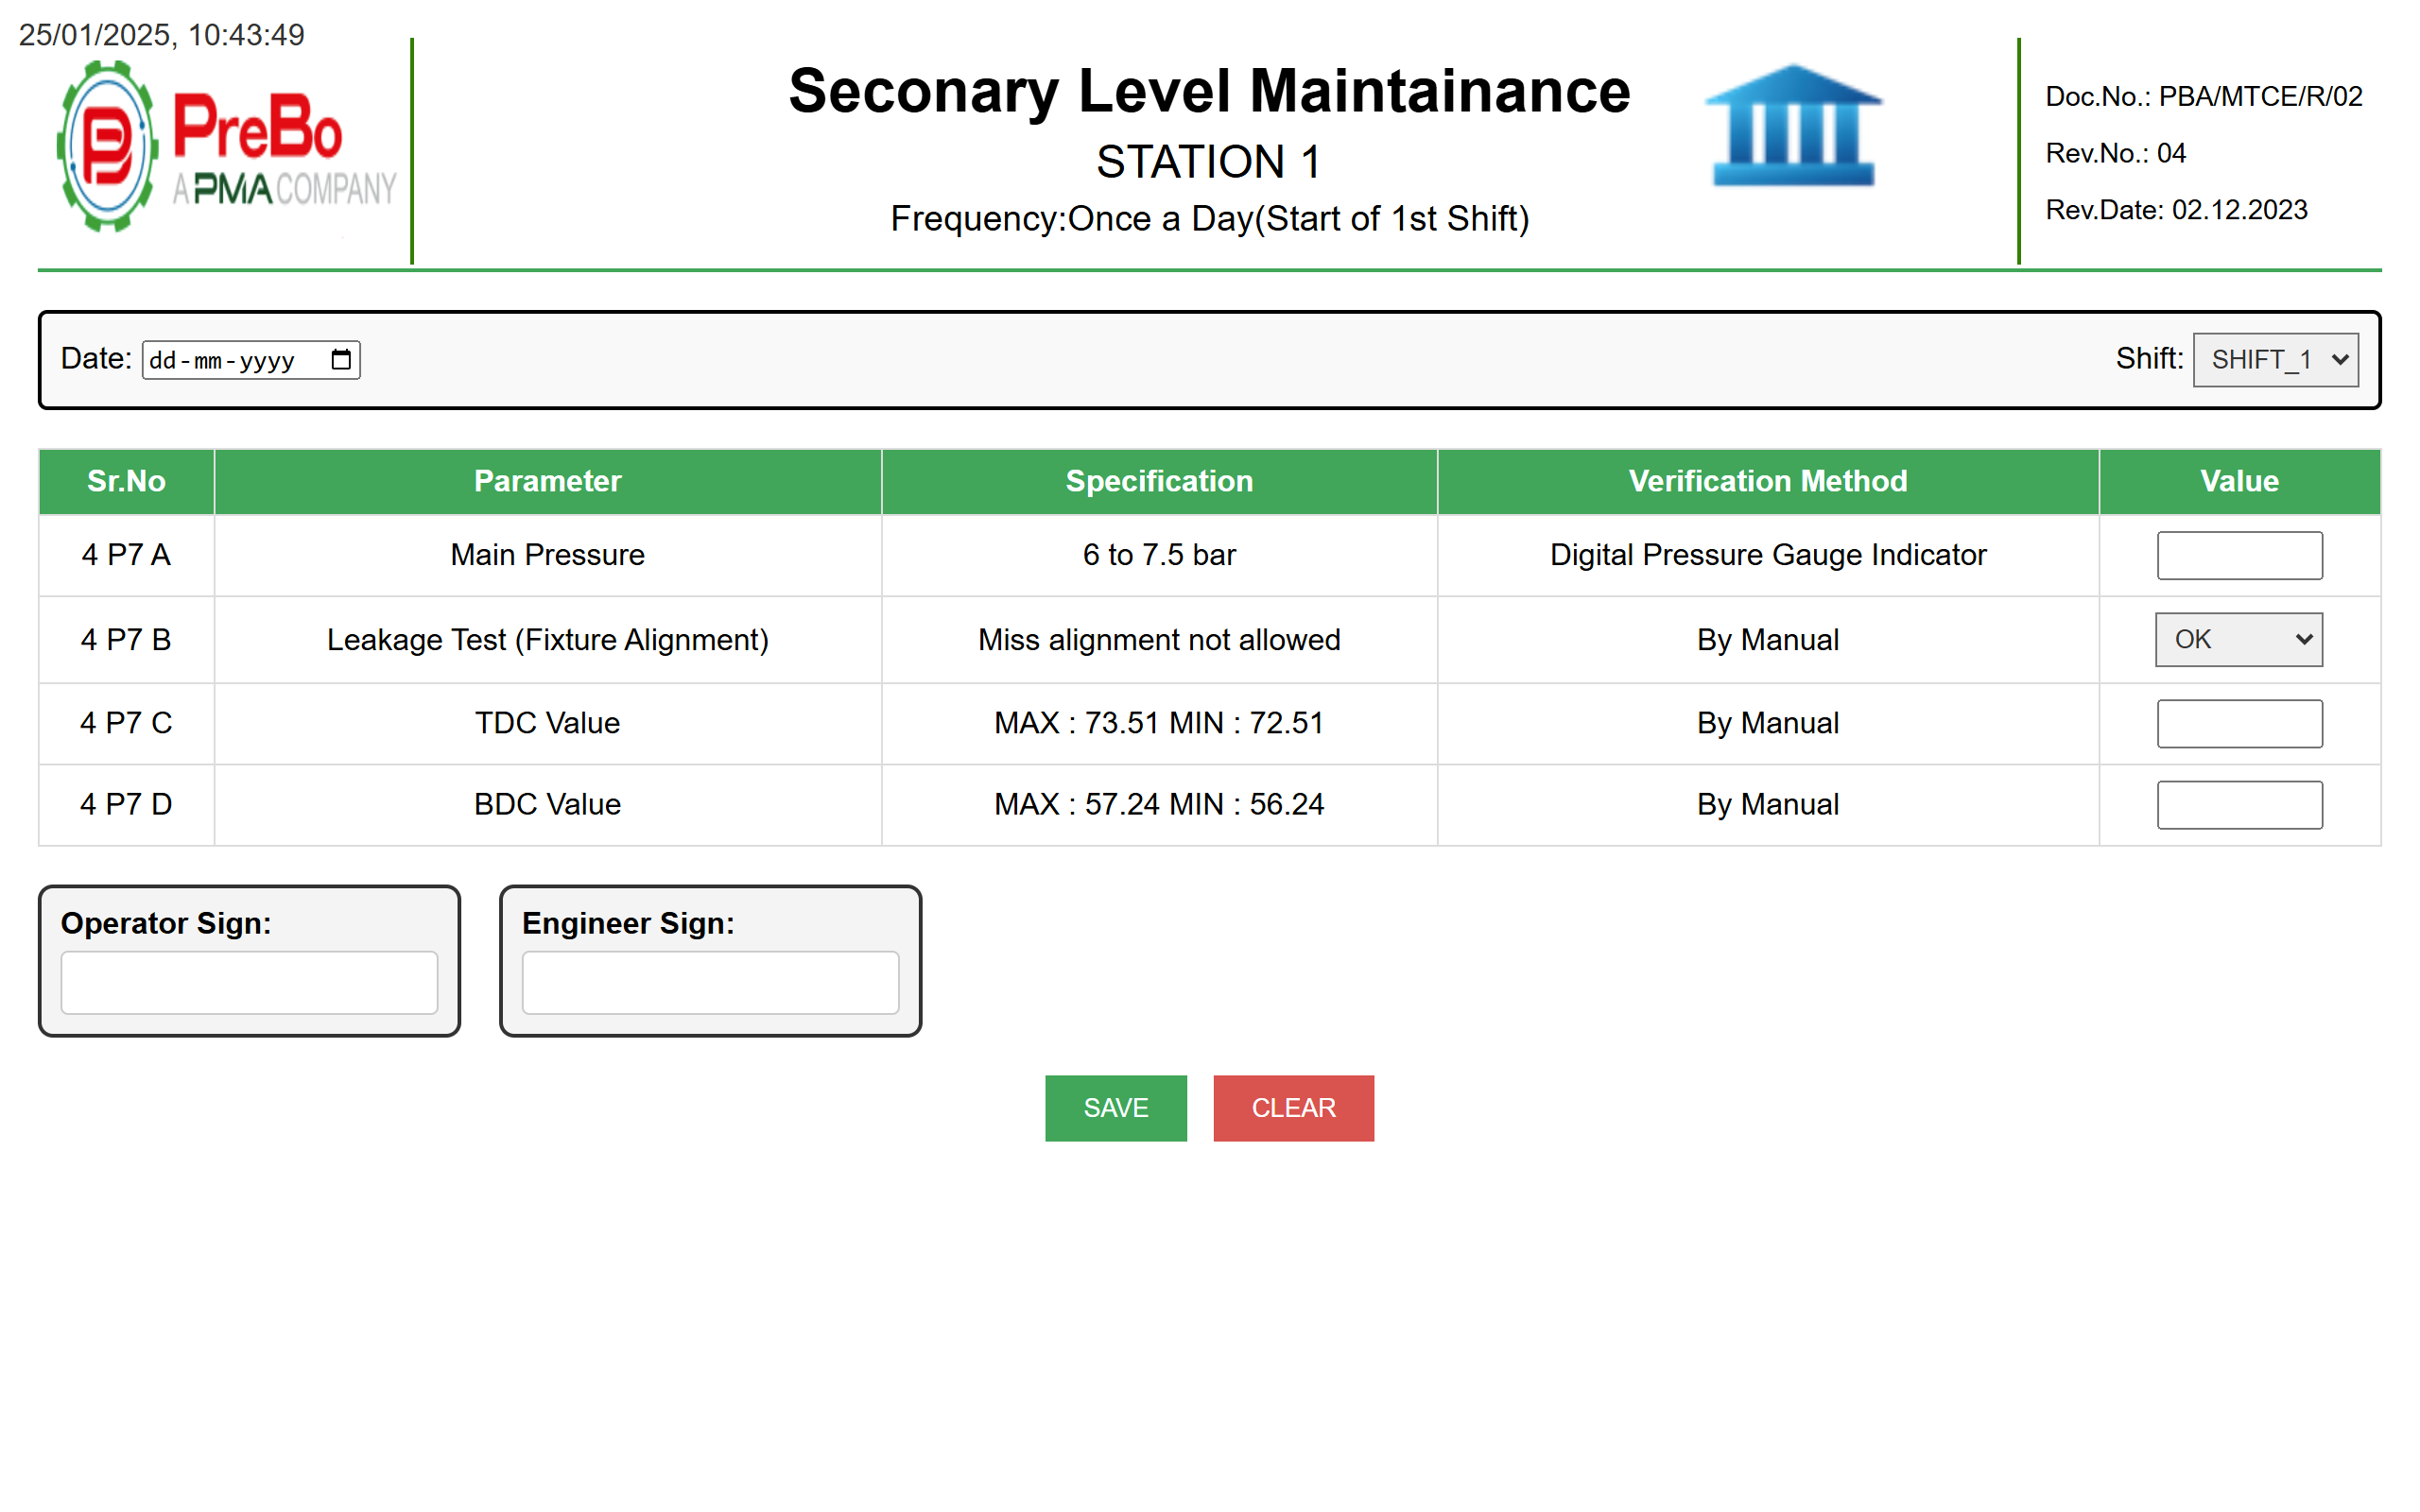 25/01/2025, 10:43:49
PreBo
A PMA COMPANY
Seconary Level Maintainance
STATION 1
Frequency:Once a Day(Start of 1st Shift)
Doc.No.: PBA/MTCE/R/02
Rev.No.: 04
Rev.Date: 02.12.2023
Date: dd-mm-yyyy Shift: SHIFT_1
Sr.No Parameter Specification Verification Method Value
4 P7 A Main Pressure 6 to 7.5 bar Digital Pressure Gauge Indicator
4 P7 B Leakage Test (Fixture Alignment) Miss alignment not allowed By Manual OK
4 P7 C TDC Value MAX : 73.51 MIN : 72.51 By Manual
4 P7 D BDC Value MAX : 57.24 MIN : 56.24 By Manual
Operator Sign: Engineer Sign:
SAVE CLEAR